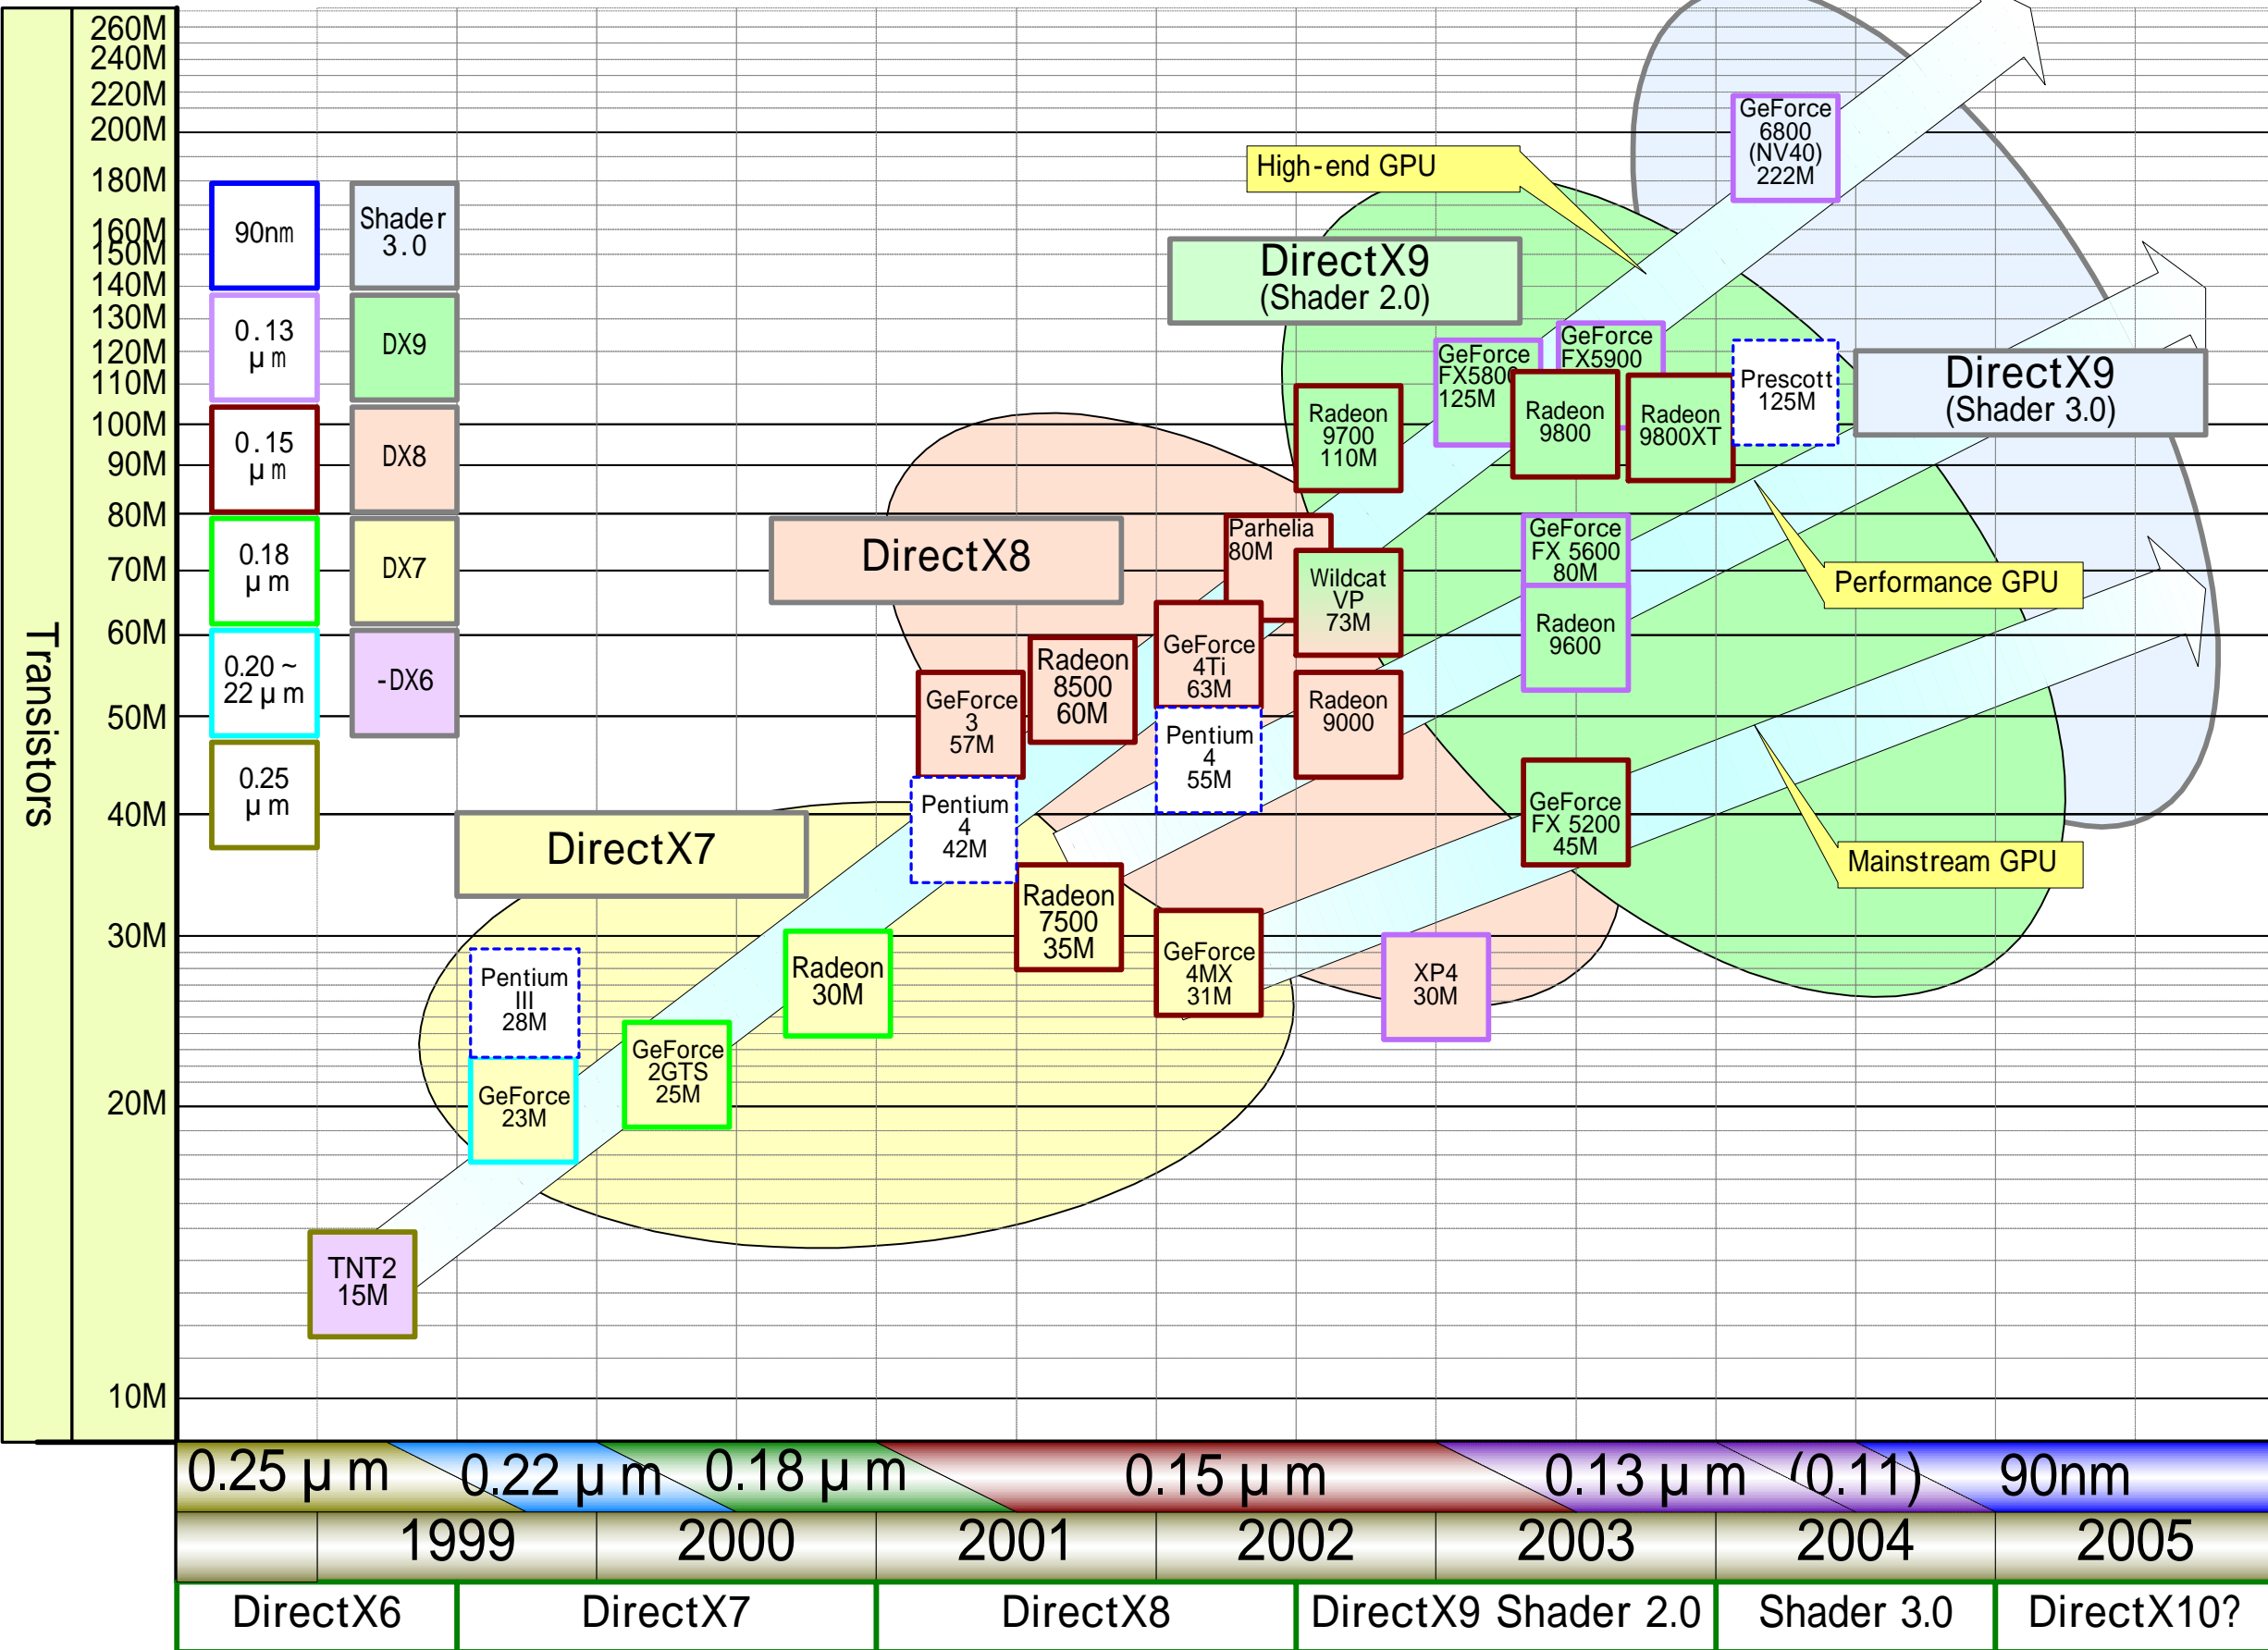 Transistors
260M
240M
220M
200M
180M
160M
150M
140M
130M
120M
110M
100M
90M
80M
70M
60M
50M
40M
30M
20M
10M
90nm
Shader
3.0
0.13
μm
DX9
0.15
μm
DX8
0.18
μm
DX7
0.20~
22μm
-DX6
0.25
μm
High-end GPU
GeForce
6800
(NV40)
222M
DirectX9
(Shader 2.0)
GeForce
FX5800
125M
GeForce
FX5900
Radeon
9700
110M
Radeon
9800
Radeon
9800XT
Prescott
125M
DirectX9
(Shader 3.0)
DirectX8
Parhelia
80M
Wildcat
VP
73M
GeForce
FX 5600
80M
Performance GPU
Radeon
9600
GeForce
4Ti
63M
Radeon
8500
60M
GeForce
3
57M
Radeon
9000
Pentium
4
55M
Pentium
4
42M
DirectX7
GeForce
FX 5200
45M
Mainstream GPU
Radeon
7500
35M
GeForce
4MX
31M
XP4
30M
Radeon
30M
Pentium
III
28M
GeForce
2GTS
25M
GeForce
23M
TNT2
15M
0.25μm 0.22μm 0.18μm 0.15μm 0.13μm (0.11) 90nm
1999 2000 2001 2002 2003 2004 2005
DirectX6 DirectX7 DirectX8 DirectX9 Shader 2.0 Shader 3.0 DirectX10?